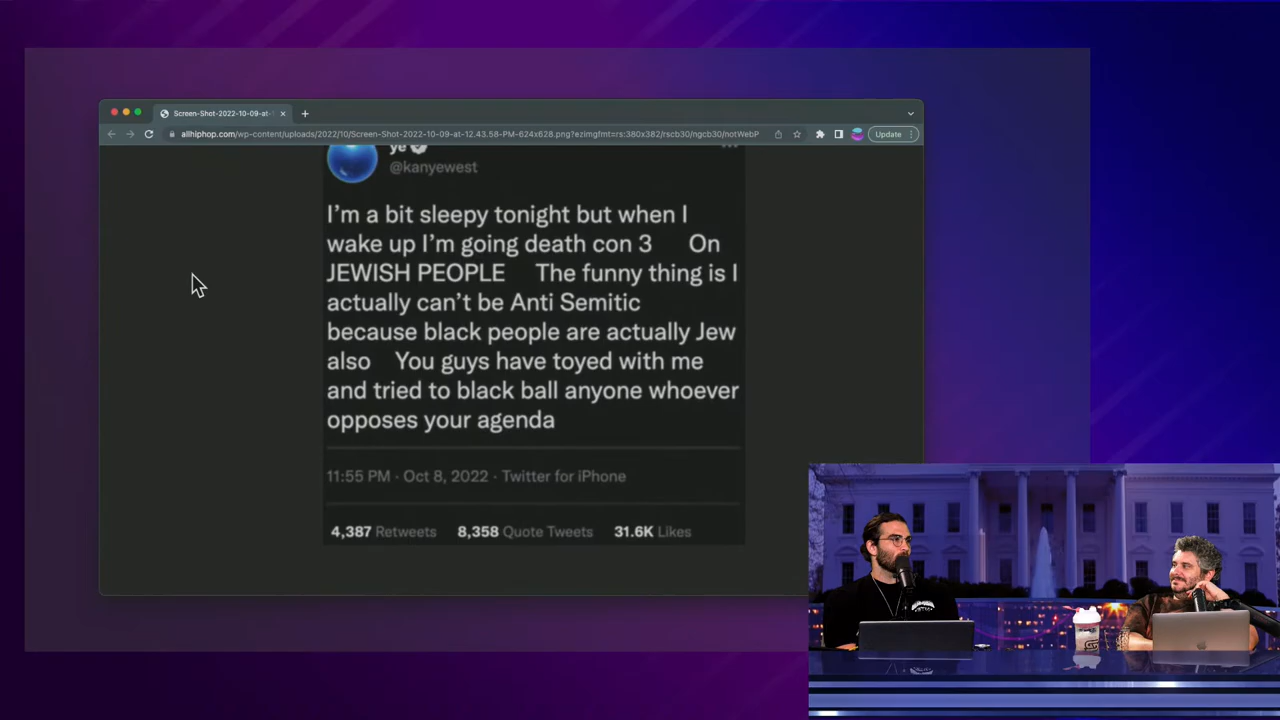 Screen-Shot-2022-10-09-at-
allhiphop.com/wp-content/uploads/2022/10/Screen-Shot-2022-10-09-at-12.43.58-PM-624x628.png?ezimgfmt=rs:380x382/rscb30/ngcb30/notWebP
Update
ye
@kanyewest
I'm a bit sleepy tonight but when I
wake up I'm going death con 3 On
JEWISH PEOPLE The funny thing is I
actually can't be Anti Semitic
because black people are actually Jew
also You guys have toyed with me
and tried to black ball anyone whoever
opposes your agenda
11:55 PM · Oct 8, 2022 · Twitter for iPhone
4,387 Retweets 8,358 Quote Tweets 31.6K Likes